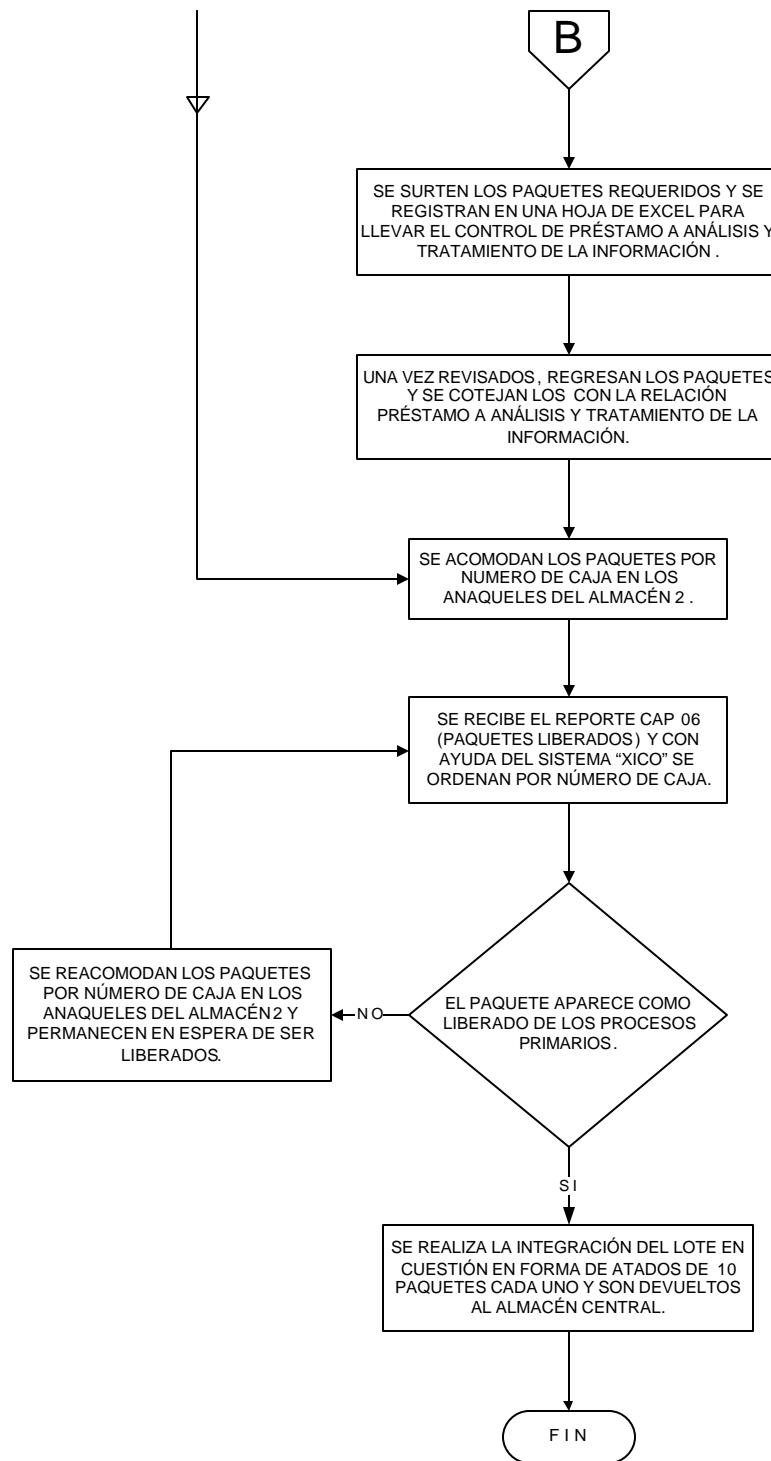 B
SE SURTEN LOS PAQUETES REQUERIDOS Y SE
REGISTRAN EN UNA HOJA DE EXCEL PARA
LLEVAR EL CONTROL DE PRÉSTAMO A ANÁLISIS Y
TRATAMIENTO DE LA INFORMACIÓN .
UNA VEZ REVISADOS, REGRESAN LOS PAQUETES
Y SE COTEJAN LOS CON LA RELACIÓN
PRÉSTAMO A ANÁLISIS Y TRATAMIENTO DE LA
INFORMACIÓN.
SE ACOMODAN LOS PAQUETES POR
NUMERO DE CAJA EN LOS
ANAQUELES DEL ALMACÉN 2 .
SE RECIBE EL REPORTE CAP 06
(PAQUETES LIBERADOS) Y CON
AYUDA DEL SISTEMA “XICO” SE
ORDENAN POR NÚMERO DE CAJA.
SE REACOMODAN LOS PAQUETES
POR NÚMERO DE CAJA EN LOS
ANAQUELES DEL ALMACÉN 2 Y
PERMANECEN EN ESPERA DE SER
LIBERADOS.
NO
EL PAQUETE APARECE COMO
LIBERADO DE LOS PROCESOS
PRIMARIOS.
SI
SE REALIZA LA INTEGRACIÓN DEL LOTE EN
CUESTIÓN EN FORMA DE ATADOS DE 10
PAQUETES CADA UNO Y SON DEVUELTOS
AL ALMACÉN CENTRAL.
FIN